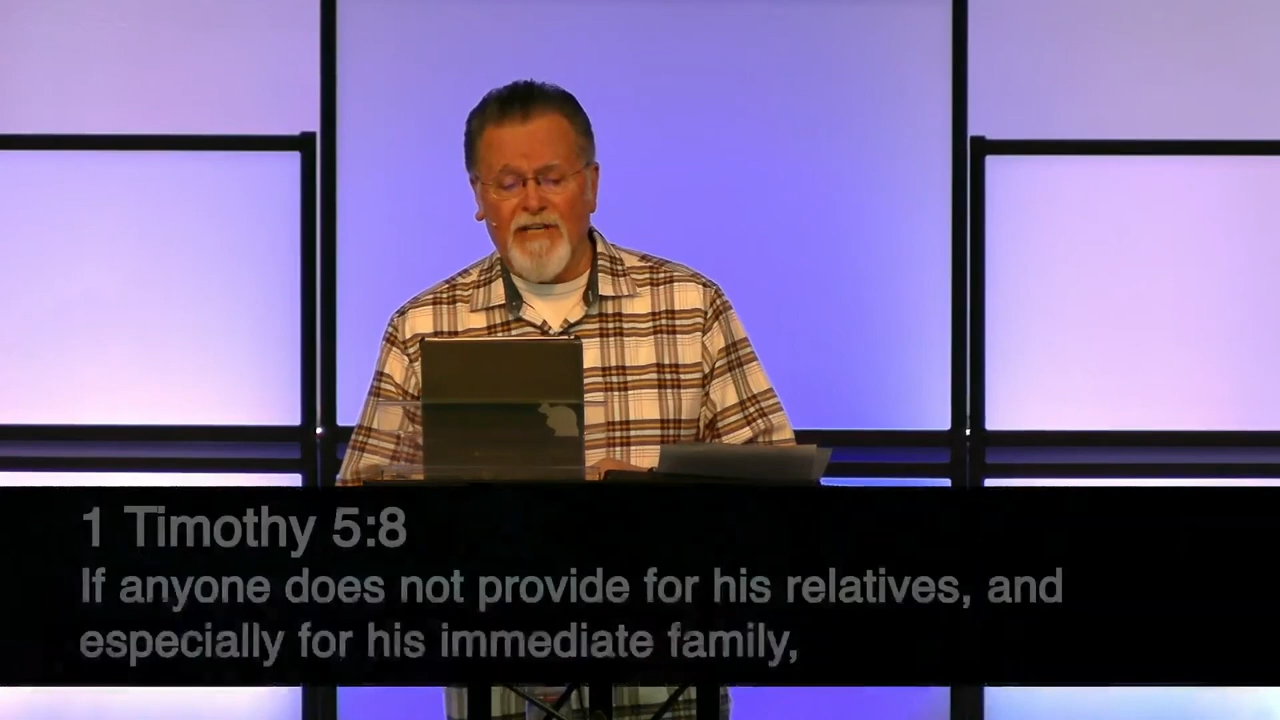 1 Timothy 5:8
If anyone does not provide for his relatives, and
especially for his immediate family,